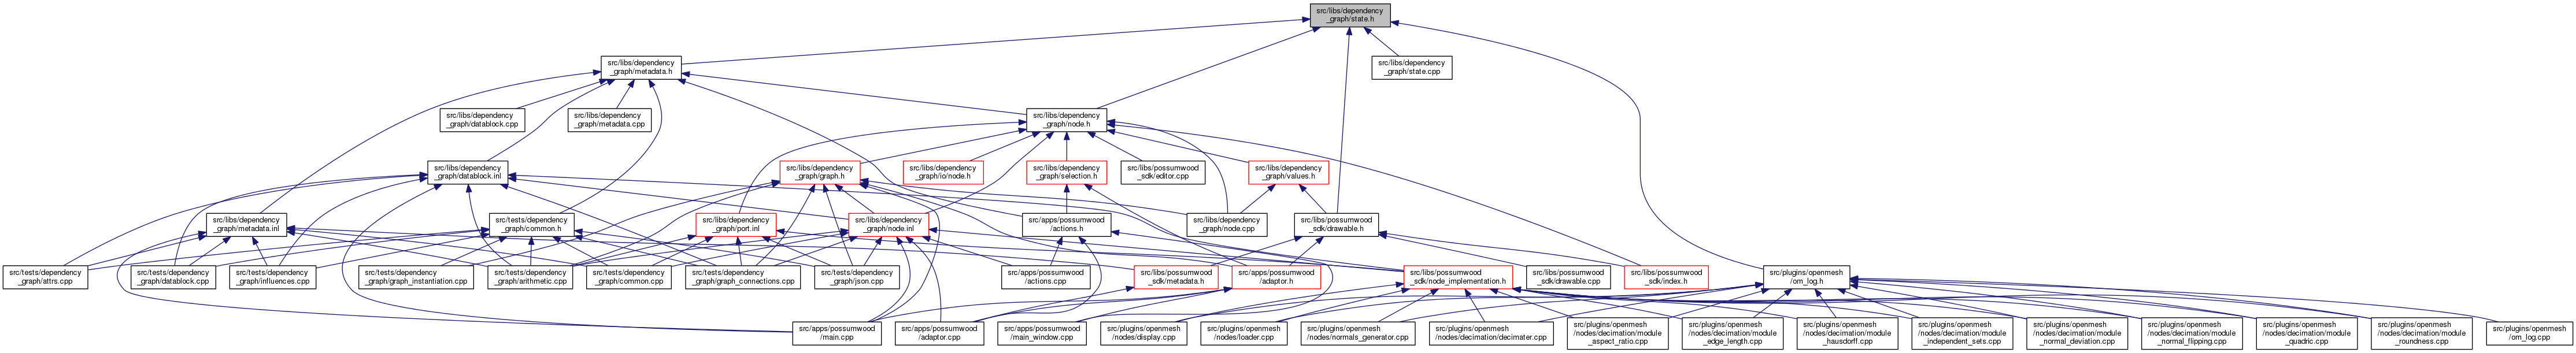 src/libs/dependency
_graph/state.h
src/libs/dependency
_graph/metadata.h
src/libs/dependency
_graph/state.cpp
src/libs/dependency
_graph/datablock.cpp
src/libs/dependency
_graph/metadata.cpp
src/libs/dependency
_graph/node.h
src/libs/dependency
_graph/datablock.inl
src/libs/dependency
_graph/graph.h
src/libs/dependency
_graph/io/node.h
src/libs/dependency
_graph/selection.h
src/libs/possumwood
_sdk/editor.cpp
src/libs/dependency
_graph/values.h
src/libs/dependency
_graph/metadata.inl
src/tests/dependency
_graph/common.h
src/libs/dependency
_graph/port.inl
src/libs/dependency
_graph/node.inl
src/apps/possumwood
/actions.h
src/libs/dependency
_graph/node.cpp
src/libs/possumwood
_sdk/drawable.h
src/tests/dependency
_graph/attrs.cpp
src/tests/dependency
_graph/datablock.cpp
src/tests/dependency
_graph/influences.cpp
src/tests/dependency
_graph/graph_instantiation.cpp
src/tests/dependency
_graph/arithmetic.cpp
src/tests/dependency
_graph/common.cpp
src/tests/dependency
_graph/graph_connections.cpp
src/tests/dependency
_graph/json.cpp
src/apps/possumwood
/actions.cpp
src/libs/possumwood
_sdk/metadata.h
src/apps/possumwood
/adaptor.h
src/libs/possumwood
_sdk/node_implementation.h
src/libs/possumwood
_sdk/drawable.cpp
src/libs/possumwood
_sdk/index.h
src/plugins/openmesh
/om_log.h
src/apps/possumwood
/main.cpp
src/apps/possumwood
/adaptor.cpp
src/apps/possumwood
/main_window.cpp
src/plugins/openmesh
/nodes/display.cpp
src/plugins/openmesh
/nodes/loader.cpp
src/plugins/openmesh
/nodes/normals_generator.cpp
src/plugins/openmesh
/nodes/decimation/decimater.cpp
src/plugins/openmesh
/nodes/decimation/module
_aspect_ratio.cpp
src/plugins/openmesh
/nodes/decimation/module
_edge_length.cpp
src/plugins/openmesh
/nodes/decimation/module
_hausdorff.cpp
src/plugins/openmesh
/nodes/decimation/module
_independent_sets.cpp
src/plugins/openmesh
/nodes/decimation/module
_normal_deviation.cpp
src/plugins/openmesh
/nodes/decimation/module
_normal_flipping.cpp
src/plugins/openmesh
/nodes/decimation/module
_quadric.cpp
src/plugins/openmesh
/nodes/decimation/module
_roundness.cpp
src/plugins/openmesh
/om_log.cpp